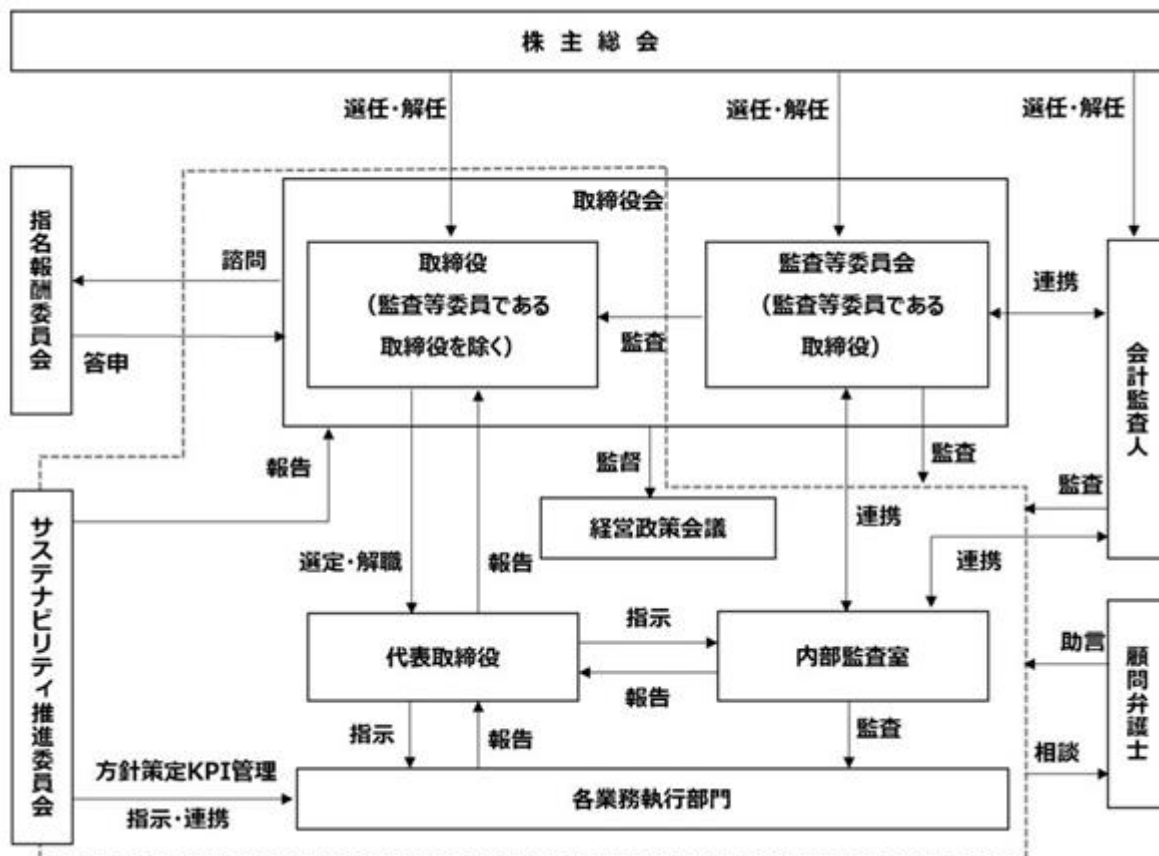 株主総会
選任・解任
選任・解任
選任・解任
取締役会
指名報酬委員会
諮問
答申
取締役
（監査等委員である
取締役を除く）
監査
監査等委員会
（監査等委員である
取締役）
連携
会計監査人
報告
監督
監査
監査
経営政策会議
連携
連携
サステナビリティ推進委員会
選定・解職
報告
代表取締役
指示
報告
内部監査室
助言
顧問弁護士
相談
指示
報告
監査
方針策定KPI管理
指示・連携
各業務執行部門